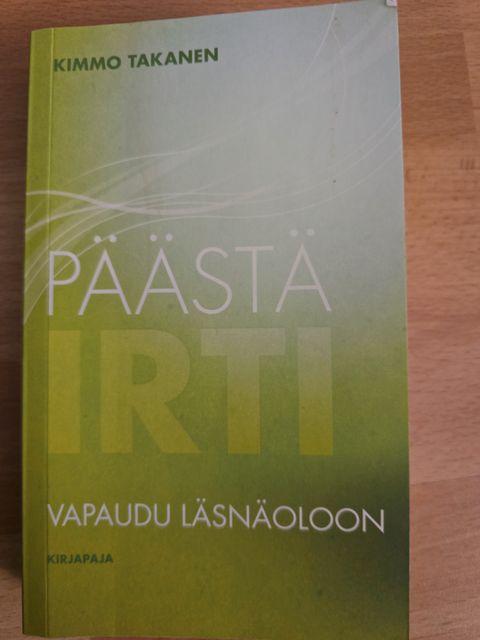 KIMMO TAKANEN
PÄÄSTÄ
IRTI
VAPAUDU LÄSNÄOLOON
KIRJAPAJA